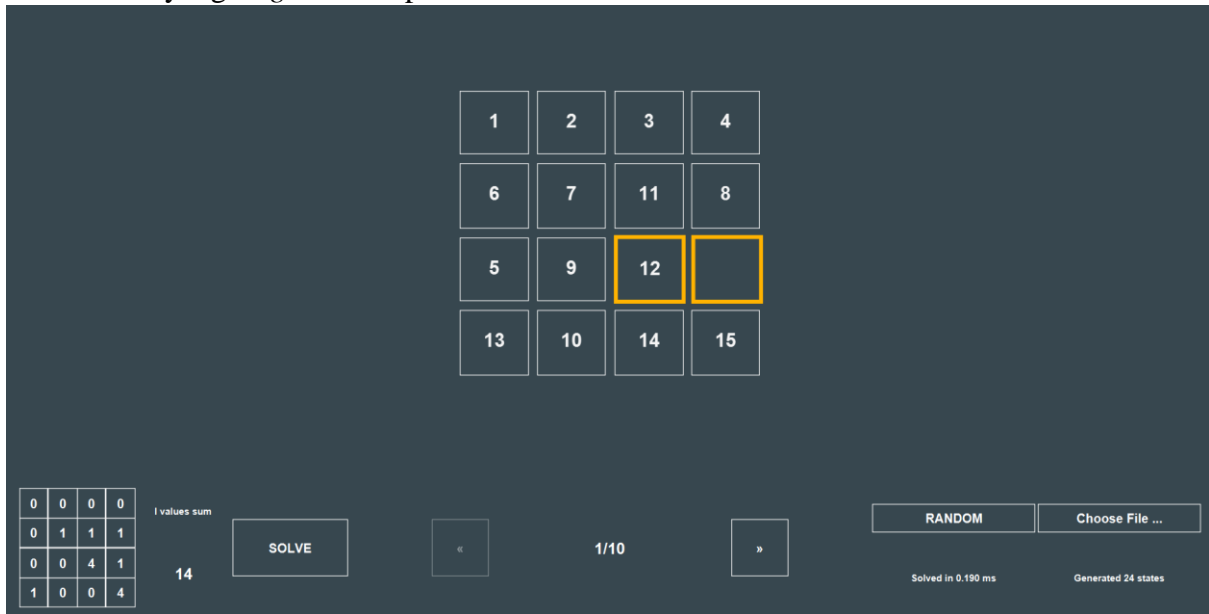 1 2 3 4
6 7 11 8
5 9 12
13 10 14 15
0 0 0 0
0 1 1 1
0 0 4 1
1 0 0 4
I values sum
14
SOLVE
«
1/10
»
RANDOM
Choose File ...
Solved in 0.190 ms
Generated 24 states